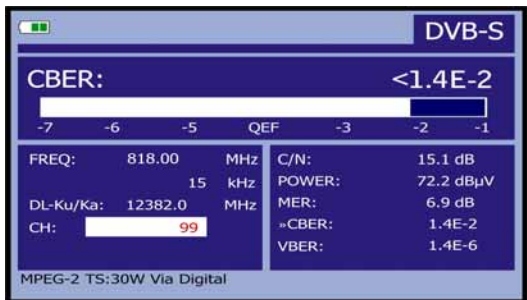 DVB-S
CBER: <1.4E-2
-7 -6 -5 QEF -3 -2 -1
FREQ: 818.00 MHz
15 kHz
DL-Ku/Ka: 12382.0 MHz
CH: 99
C/N: 15.1 dB
POWER: 72.2 dBµV
MER: 6.9 dB
»CBER: 1.4E-2
VBER: 1.4E-6
MPEG-2 TS:30W Via Digital